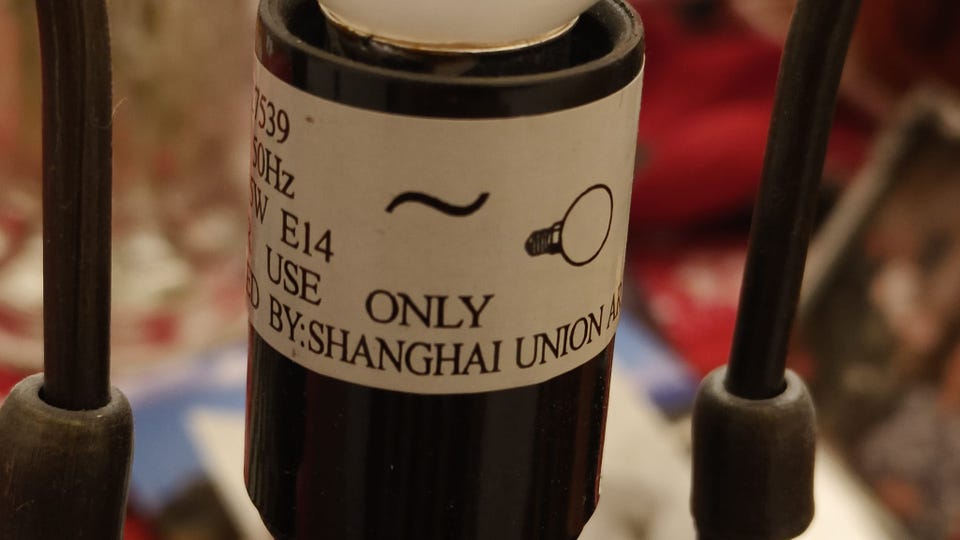 7539
50Hz
W E14
USE ONLY
BY:SHANGHAI UNION